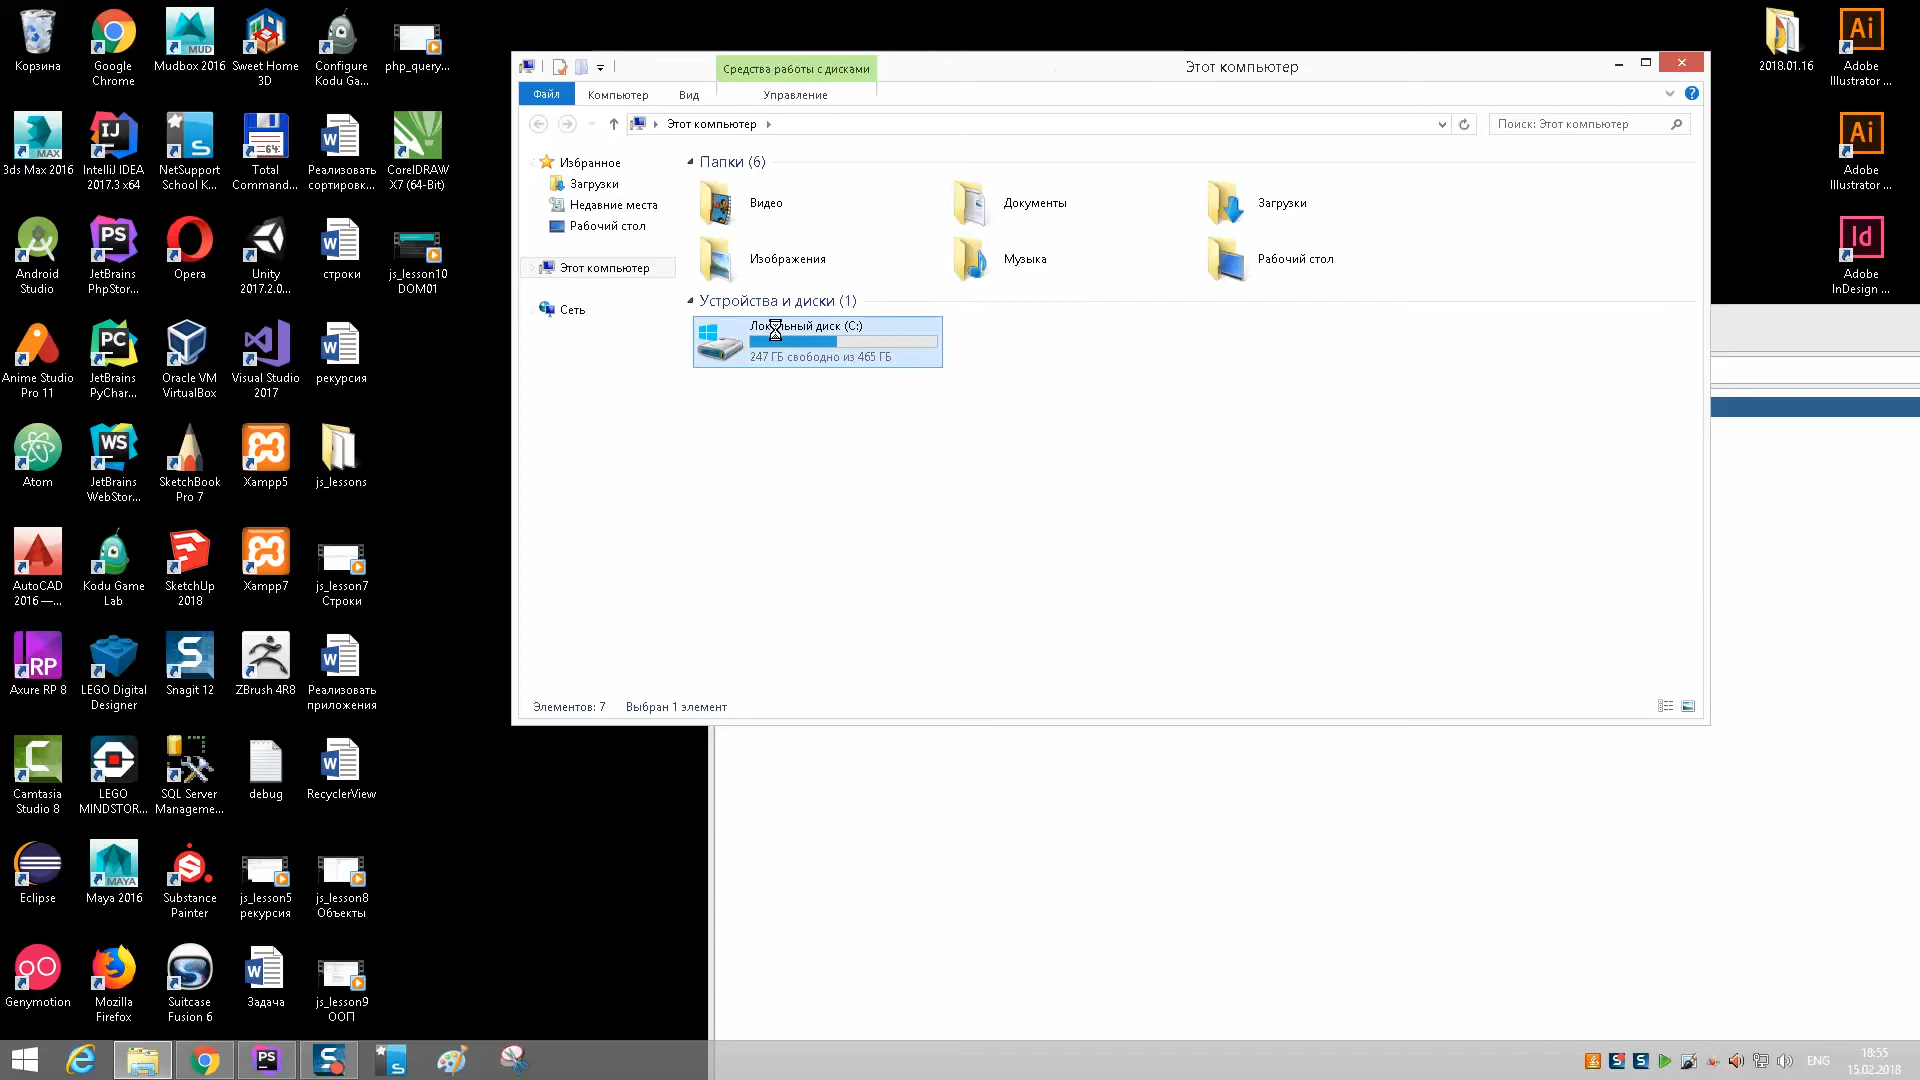 Корзина
Google
Chrome
Mudbox 2016
Sweet Home
3D
Configure
Kodu Ga...
php_query...
3ds Max 2016
IntelliJ IDEA
2017.3 x64
NetSupport
School K...
Total
Command...
Реализовать
сортировк...
CorelDRAW
X7 (64-Bit)
Android
Studio
JetBrains
PhpStor...
Opera
Unity
2017.2.0...
строки
js_lesson10
DOM01
Anime Studio
Pro 11
JetBrains
PyChar...
Oracle VM
VirtualBox
Visual Studio
2017
рекурсия
Atom
JetBrains
WebStor...
SketchBook
Pro 7
Xampp5
js_lessons
AutoCAD
2016 —...
Kodu Game
Lab
SketchUp
2018
Xampp7
js_lesson7
Строки
Axure RP 8
LEGO Digital
Designer
Snagit 12
ZBrush 4R8
Реализовать
приложения
Camtasia
Studio 8
LEGO
MINDSTOR...
SQL Server
Manageme...
debug
RecyclerView
Eclipse
Maya 2016
Substance
Painter
js_lesson5
рекурсия
js_lesson8
Объекты
Genymotion
Mozilla
Firefox
Suitcase
Fusion 6
Задача
js_lesson9
ООП
Средства работы с дисками
Этот компьютер
Файл
Компьютер
Вид
Управление
Этот компьютер
Поиск: Этот компьютер
Избранное
Загрузки
Недавние места
Рабочий стол
Этот компьютер
Сеть
Папки (6)
Видео
Документы
Загрузки
Изображения
Музыка
Рабочий стол
Устройства и диски (1)
диск (C:)
247 ГБ свободно из 465 ГБ
Элементов: 7
Выбран 1 элемент
2018.01.16
Adobe
Illustrator ...
Adobe
Illustrator ...
Adobe
InDesign ...
ENG
18:55
15.02.2018